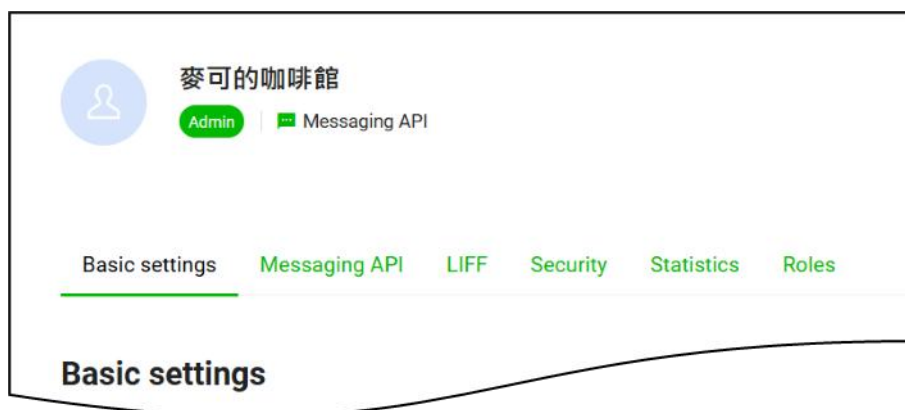 麥可的咖啡館
Admin Messaging API
Basic settings Messaging API LIFF Security Statistics Roles
Basic settings